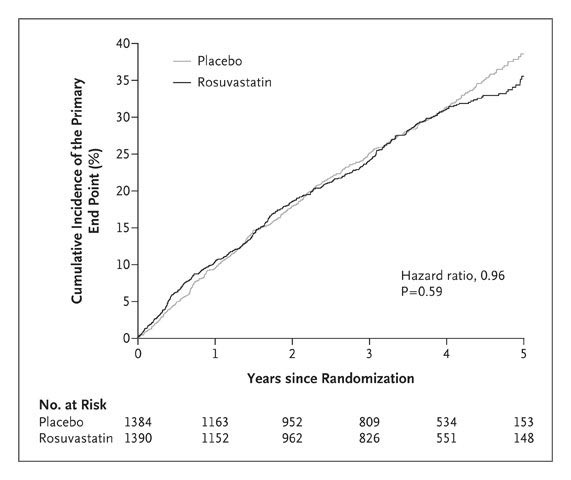 40
Placebo
35
Rosuvastatin
30
25
20
15
10
5
0
Cumulative Incidence of the Primary
End Point (%)
Hazard ratio, 0.96
P=0.59
0 1 2 3 4 5
Years since Randomization
No. at Risk
Placebo 1384 1163 952 809 534 153
Rosuvastatin 1390 1152 962 826 551 148